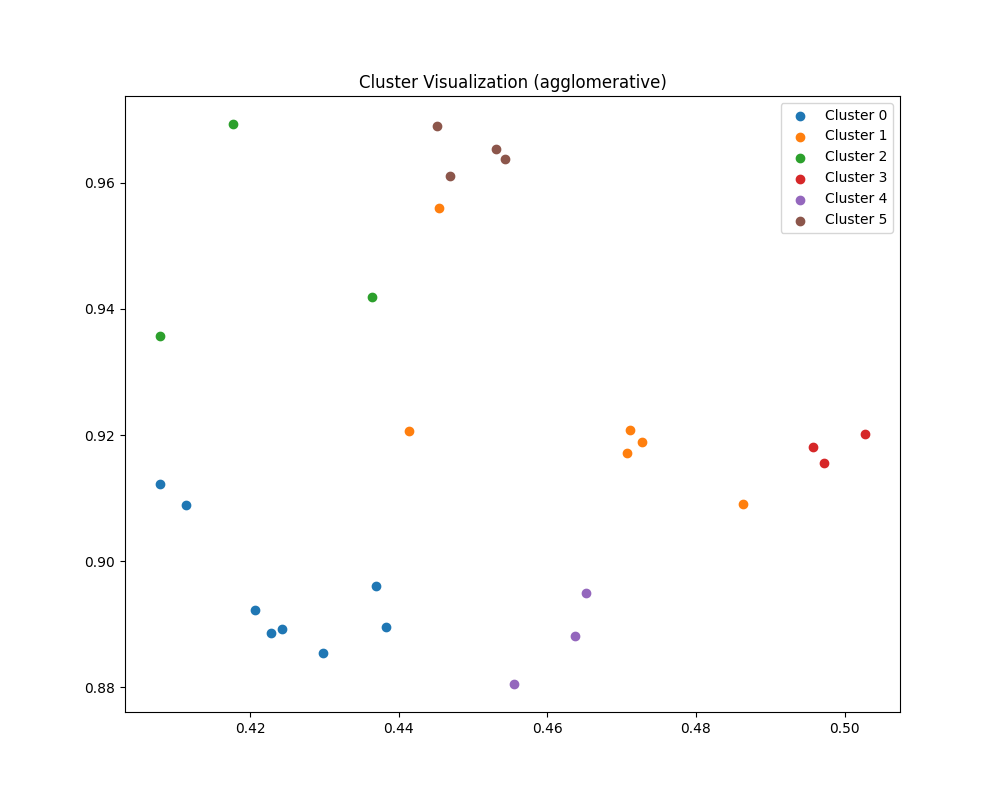 Cluster Visualization (agglomerative)
Cluster 0
Cluster 1
Cluster 2
Cluster 3
Cluster 4
Cluster 5
0.96
0.94
0.92
0.90
0.88
0.42 0.44 0.46 0.48 0.50